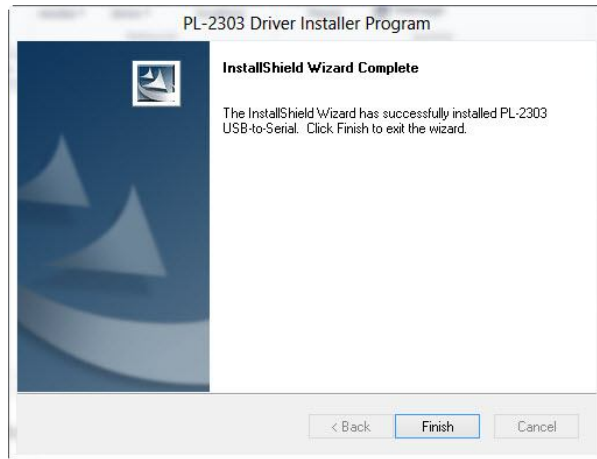 PL-2303 Driver Installer Program
InstallShield Wizard Complete
The InstallShield Wizard has successfully installed PL-2303
USB-to-Serial. Click Finish to exit the wizard.
< Back Finish Cancel